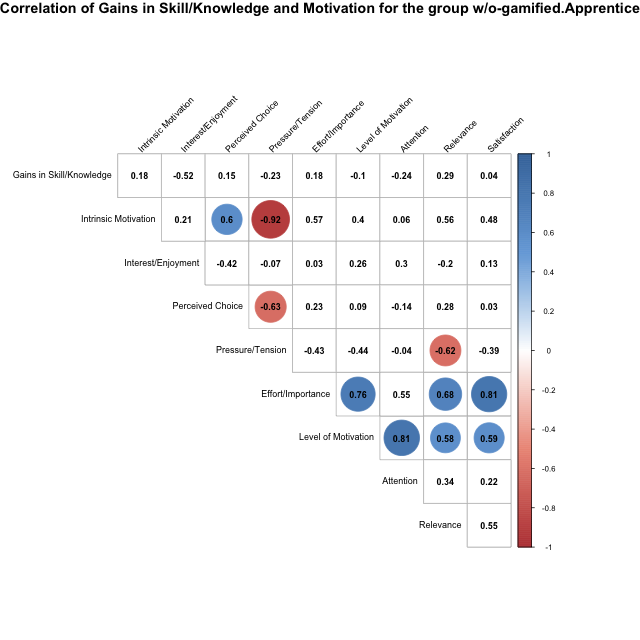 Correlation of Gains in Skill/Knowledge and Motivation for the group w/o-gamified.Apprentice
Intrinsic Motivation
Interest/Enjoyment
Perceived Choice
Pressure/Tension
Effort/Importance
Level of Motivation
Attention
Relevance
Satisfaction
Gains in Skill/Knowledge 0.18 -0.52 0.15 -0.23 0.18 -0.1 -0.24 0.29 0.04
Intrinsic Motivation 0.21 0.6 -0.92 0.57 0.4 0.06 0.56 0.48
Interest/Enjoyment -0.42 -0.07 0.03 0.26 0.3 -0.2 0.13
Perceived Choice -0.63 0.23 0.09 -0.14 0.28 0.03
Pressure/Tension -0.43 -0.44 -0.04 -0.62 -0.39
Effort/Importance 0.76 0.55 0.68 0.81
Level of Motivation 0.81 0.58 0.59
Attention 0.34 0.22
Relevance 0.55
1
0.8
0.6
0.4
0.2
0
-0.2
-0.4
-0.6
-0.8
-1